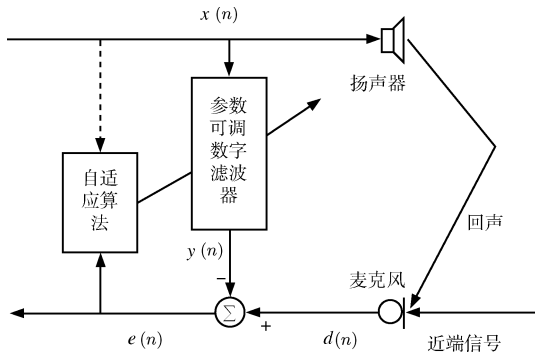 x (n)
扬声器
参数
可调
数字
滤波
器
自适
应算
法
回声
y (n)
−
麦克风
Σ
+
e (n)
d(n)
近端信号